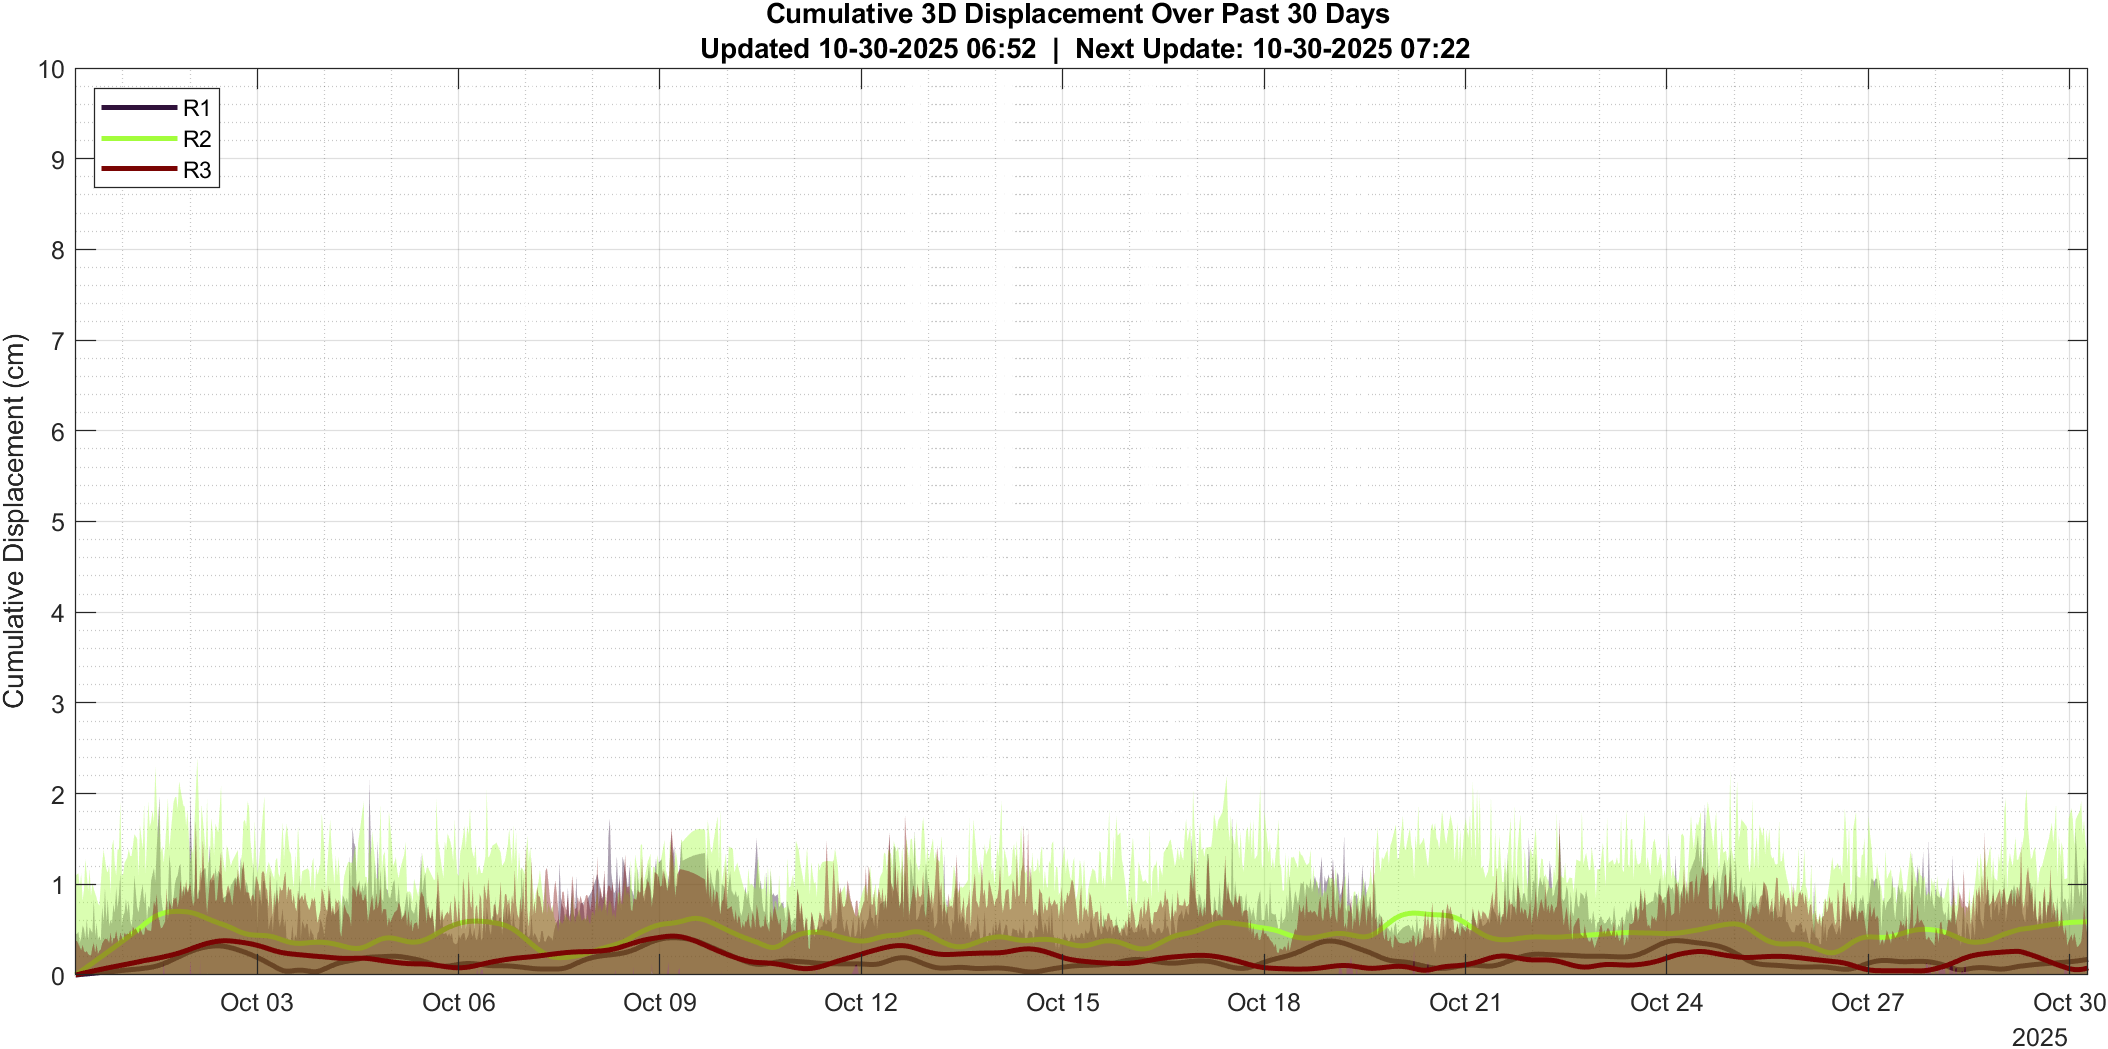 Cumulative 3D Displacement Over Past 30 Days
Updated 10-30-2025 06:52 | Next Update: 10-30-2025 07:22
R1
R2
R3
Cumulative Displacement (cm)
10
9
8
7
6
5
4
3
2
1
0
Oct 03 Oct 06 Oct 09 Oct 12 Oct 15 Oct 18 Oct 21 Oct 24 Oct 27 Oct 30
2025